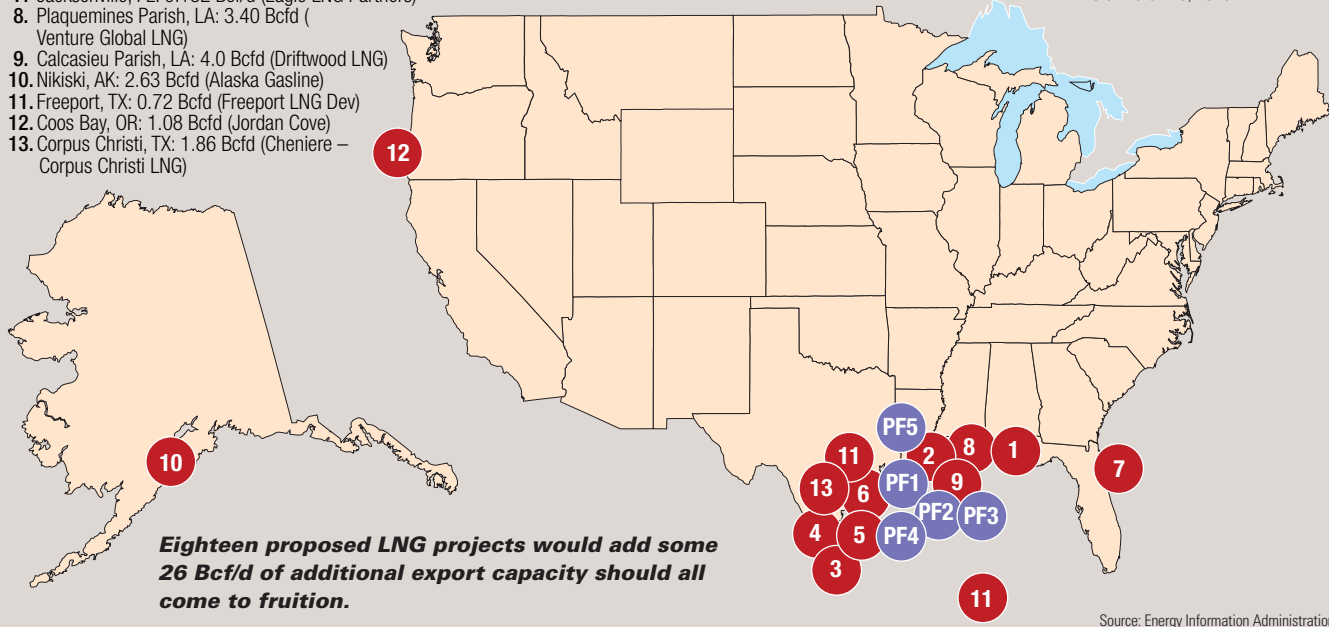 8. Plaquemines Parish, LA: 3.40 Bcfd (
Venture Global LNG)
9. Calcasieu Parish, LA: 4.0 Bcfd (Driftwood LNG)
10. Nikiski, AK: 2.63 Bcfd (Alaska Gasline)
11. Freeport, TX: 0.72 Bcfd (Freeport LNG Dev)
12. Coos Bay, OR: 1.08 Bcfd (Jordan Cove)
13. Corpus Christi, TX: 1.86 Bcfd (Cheniere –
Corpus Christi LNG)
12
10
PF5
11
2
8
1
7
13
6
PF1
9
4
5
PF4
PF2
PF3
3
11
Eighteen proposed LNG projects would add some
26 Bcf/d of additional export capacity should all
come to fruition.
Source: Energy Information Administration